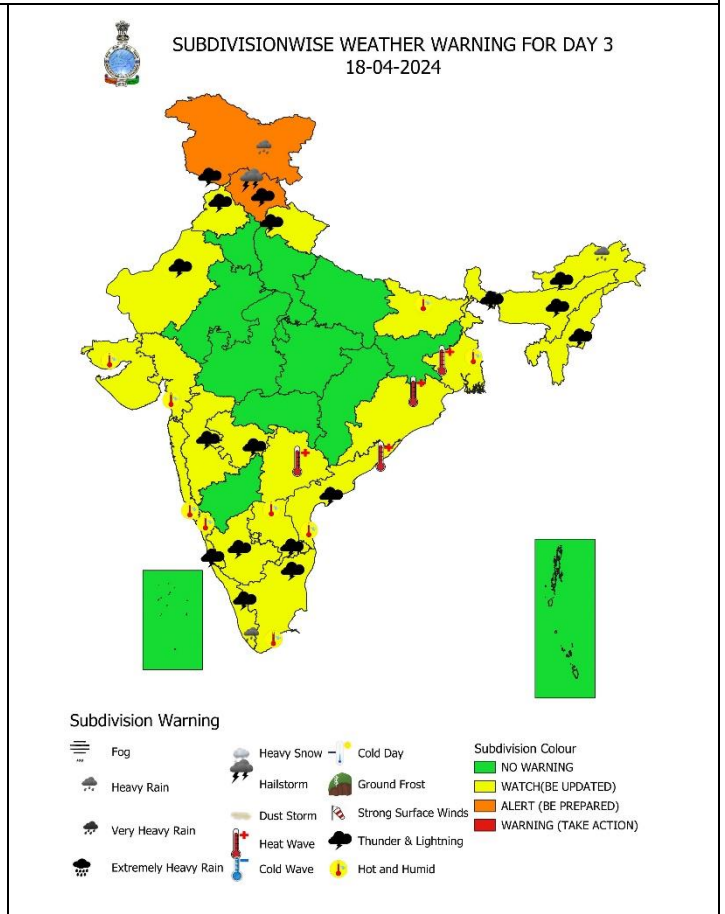 SUBDIVISIONWISE WEATHER WARNING FOR DAY 3
18-04-2024
Subdivision Warning
Fog
Heavy Rain
Very Heavy Rain
Extremely Heavy Rain
Heavy Snow
Hailstorm
Dust Storm
Heat Wave
Cold Wave
Cold Day
Ground Frost
Strong Surface Winds
Thunder & Lightning
Hot and Humid
Subdivision Colour
NO WARNING
WATCH(BE UPDATED)
ALERT (BE PREPARED)
WARNING (TAKE ACTION)